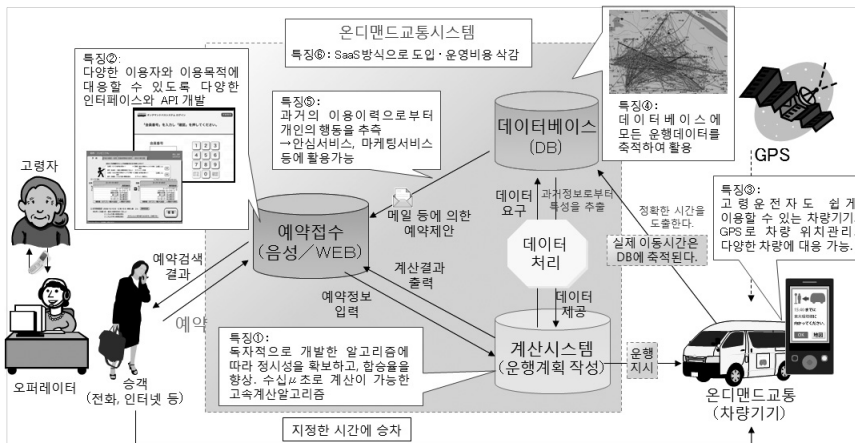 온디맨드교통시스템
특징⑥: SaaS방식으로 도입·운영비용 삭감
특징②:
다양한 이용자와 이용목적에
대응할 수 있도록 다양한
인터페이스와 API 개발
특징⑤:
과거의 이용이력으로부터
개인의 행동을 추측
→안심서비스, 마케팅서비스
등에 활용가능
특징④:
데이터베이스에
모든 운행데이터를
축적하여 활용
GPS
데이터베이스
(DB)
고령자
메일 등에 의한
예약제안
데이터
요구
과거정보로부터
특성을 추출
정확한 시간을
도출한다.
특징③:
고령운전자도 쉽게
이용할 수 있는 차량기기.
GPS로 차량 위치관리.
다양한 차량에 대응 가능.
예약접수
(음성／WEB)
데이터
처리
실제 이동시간은
DB에 축적된다.
예약검색
결과
계산결과
출력
예약정보
입력
데이터
제공
예약
특징①:
독자적으로 개발한 알고리즘에
따라 정시성을 확보하고, 합승율을
향상. 수십μ초로 계산이 가능한
고속계산알고리즘
계산시스템
(운행계획 작성)
운행
지시
오퍼레이터
승객
(전화, 인터넷 등)
온디맨드교통
(차량기기)
지정한 시간에 승차